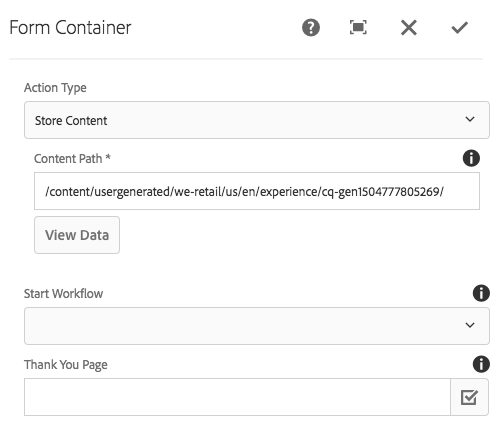 Form Container
Action Type
Store Content
Content Path *
/content/usergenerated/we-retail/us/en/experience/cq-gen1504777805269/
View Data
Start Workflow
Thank You Page